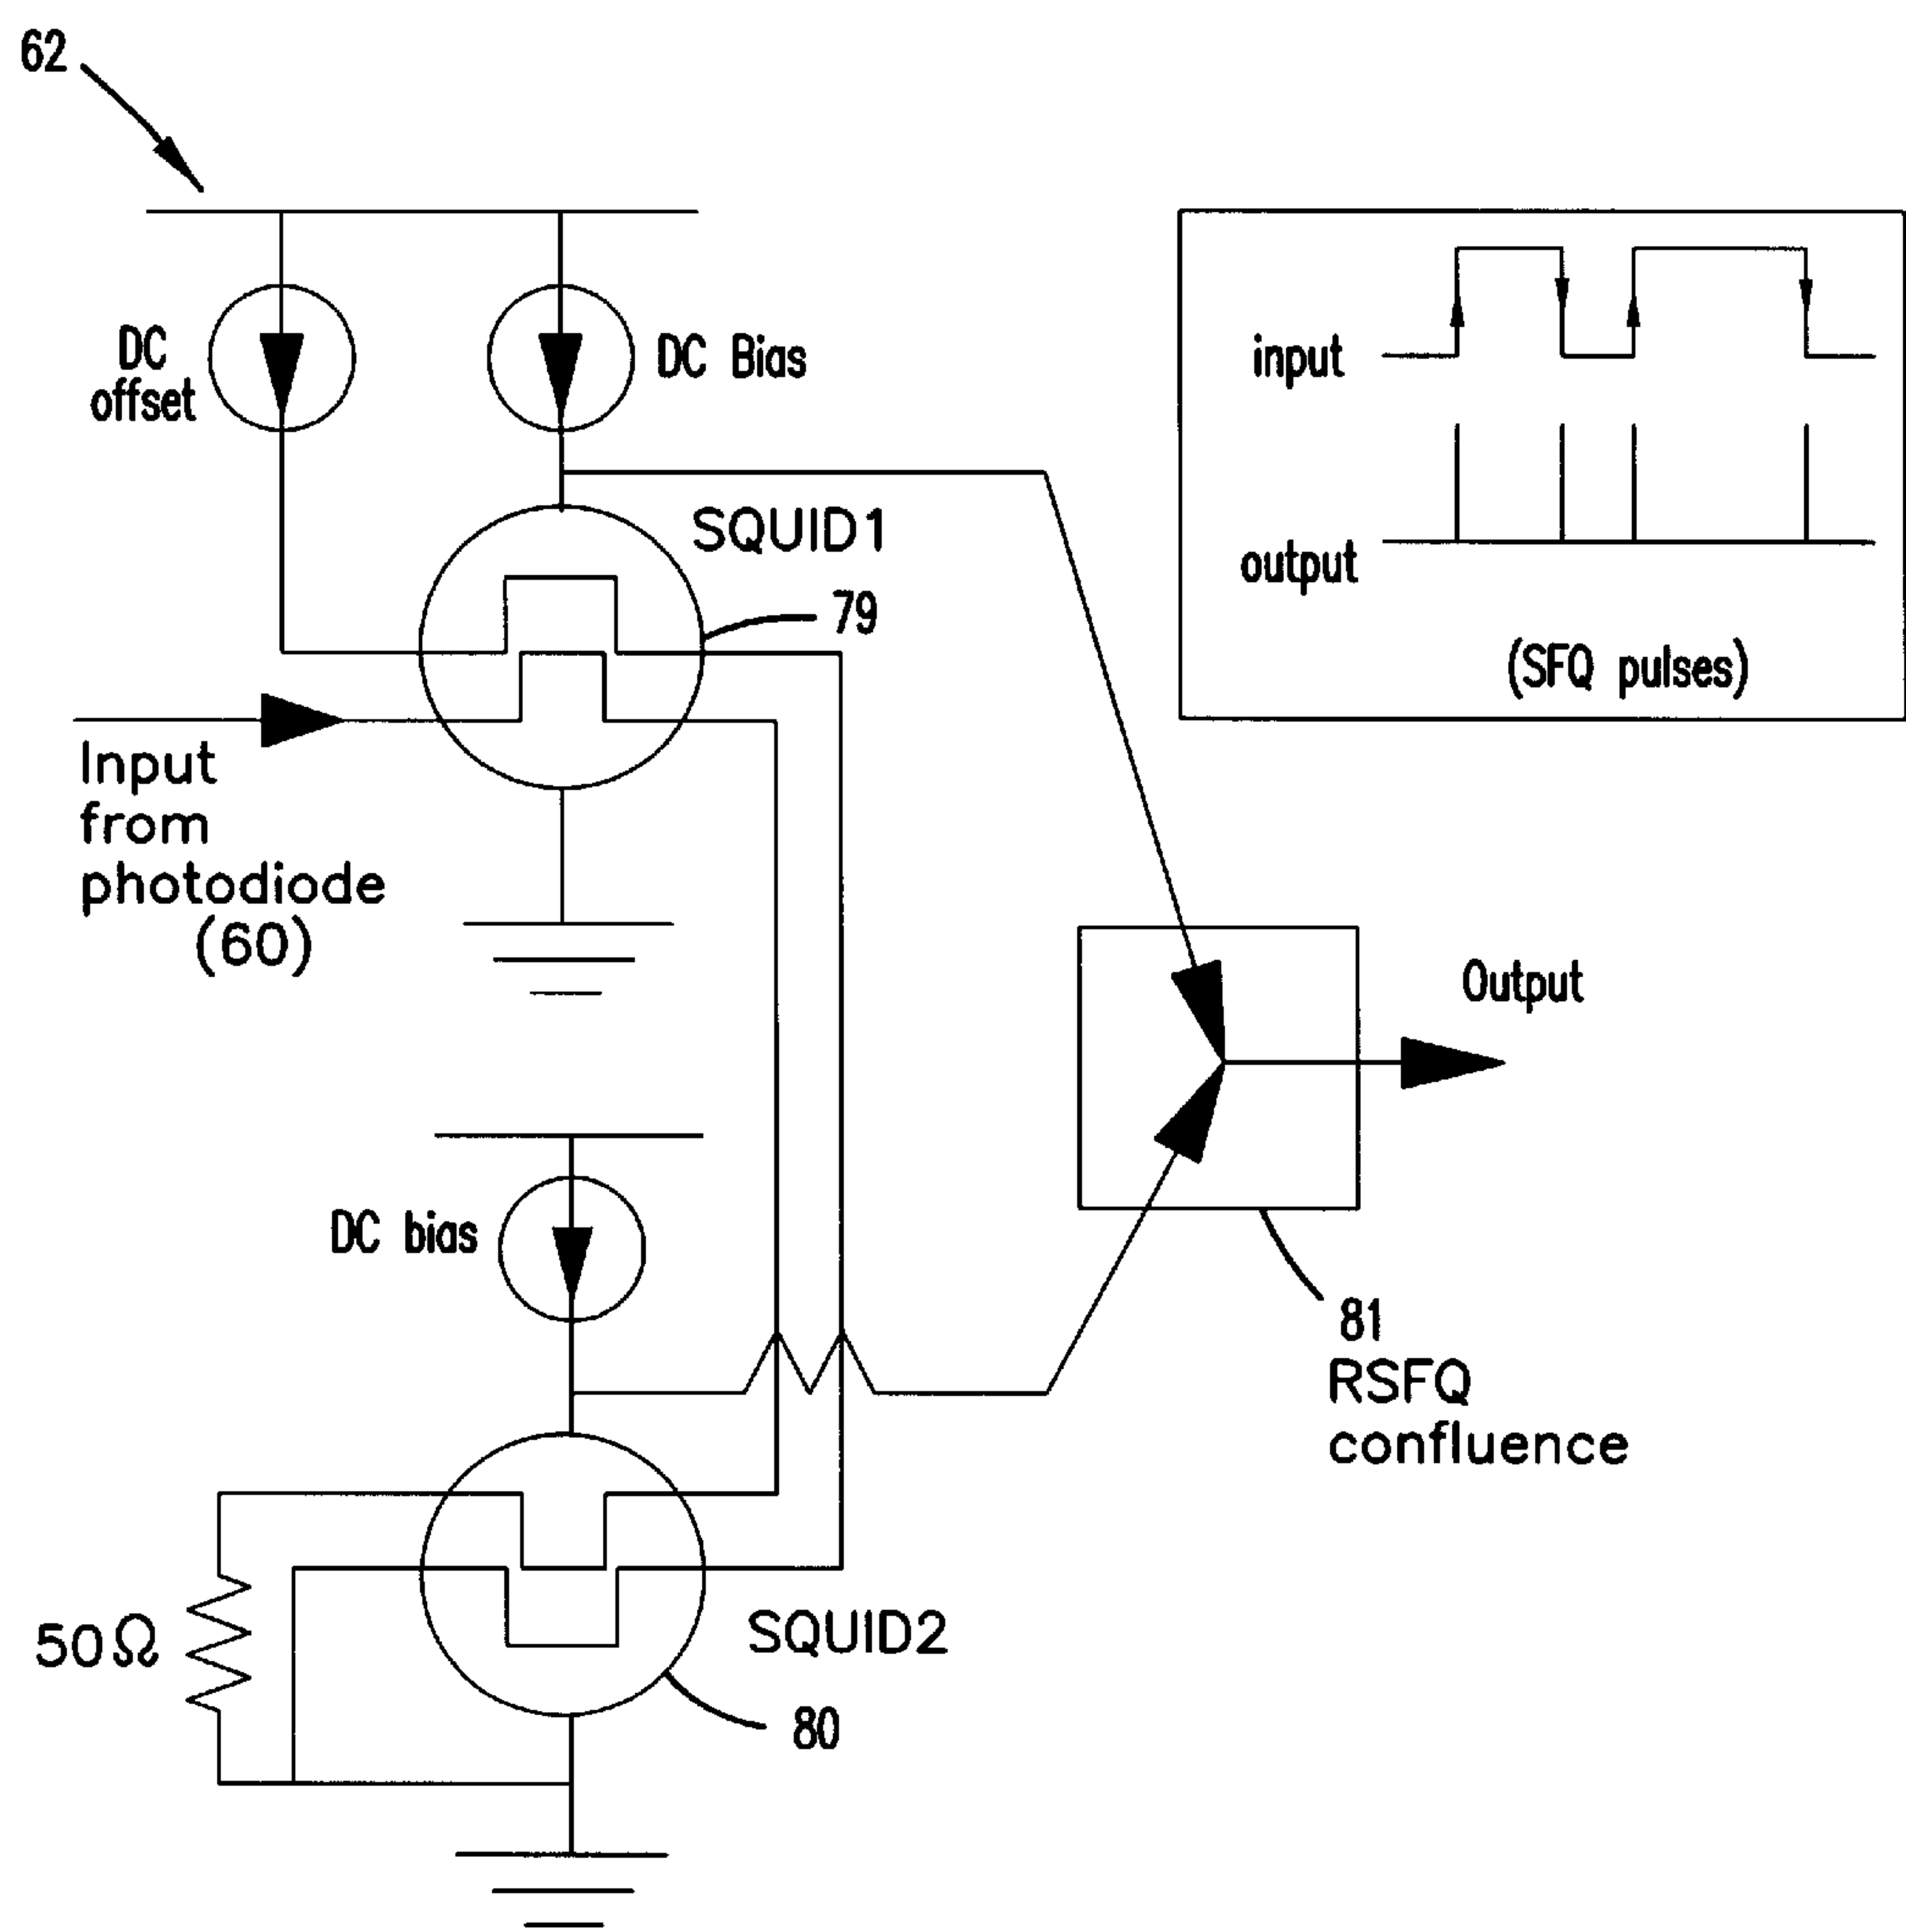 62
DC
offset
DC Bias
SQUID1
79
Input
from
photodiode
(60)
input
output
(SFQ pulses)
Output
DC bias
81
RSFQ
confluence
50Ω
SQUID2
80